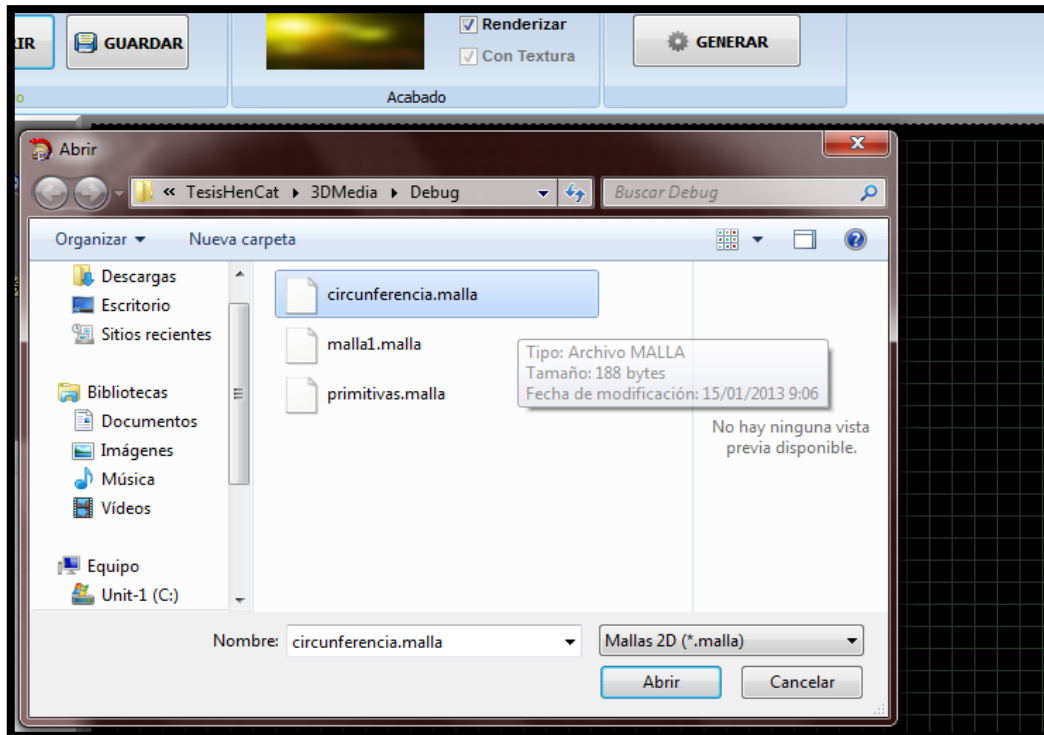 IR
GUARDAR
Renderizar
Con Textura
GENERAR
o
Acabado
Abrir
« TesisHenCat ▸ 3DMedia ▸ Debug
Buscar Debug
Organizar
Nueva carpeta
Descargas
Escritorio
Sitios recientes
Bibliotecas
Documentos
Imágenes
Música
Vídeos
Equipo
Unit-1 (C:)
circunferencia.malla
malla1.malla
primitivas.malla
Tipo: Archivo MALLA
Tamaño: 188 bytes
Fecha de modificación: 15/01/2013 9:06
No hay ninguna vista
previa disponible.
Nombre: circunferencia.malla
Mallas 2D (*.malla)
Abrir
Cancelar